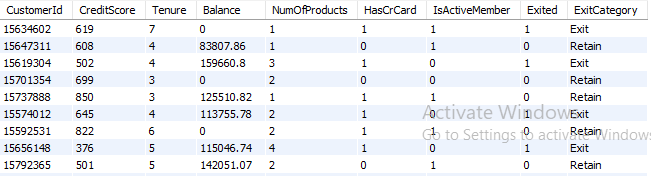 CustomerId CreditScore Tenure Balance NumOfProducts HasCrCard IsActiveMember Exited ExitCategory
15634602 619 7 0 1 1 1 1 Exit
15647311 608 4 83807.86 1 0 1 0 Retain
15619304 502 4 159660.8 3 1 0 1 Exit
15701354 699 3 0 2 0 0 0 Retain
15737888 850 3 125510.82 1 1 1 0 Retain
15574012 645 4 113755.78 2 1 0 1 Exit
15592531 822 6 0 2 1 1 0 Retain
15656148 376 5 115046.74 4 1 0 1 Exit
15792365 501 5 142051.07 2 0 1 0 Retain
Activate Windows
Go to Settings to activate Windows